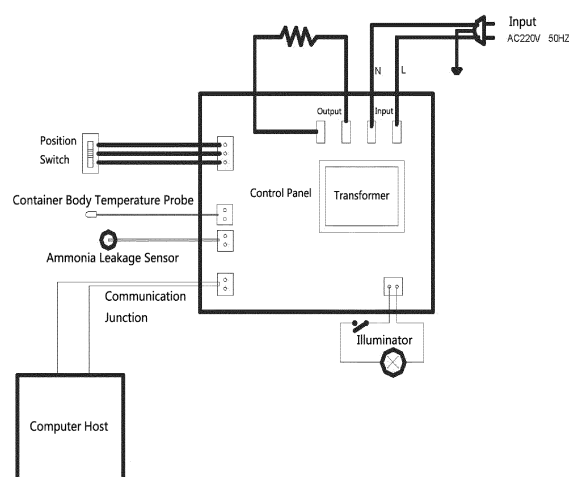 Input
AC220V 50HZ
N L
Output Input
Position
Switch
Control Panel
Transformer
Container Body Temperature Probe
Ammonia Leakage Sensor
Communication
Junction
Illuminator
Computer Host